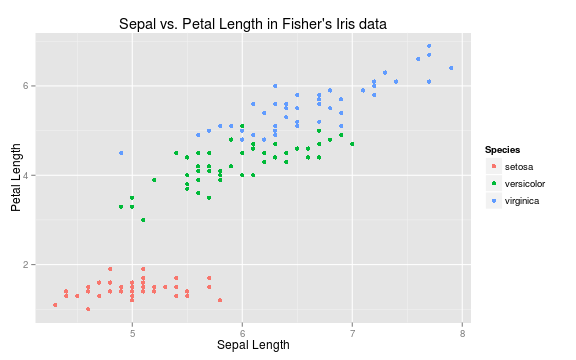 Sepal vs. Petal Length in Fisher's Iris data
Petal Length
6
4
2
5
6
7
8
Sepal Length
Species
setosa
versicolor
virginica